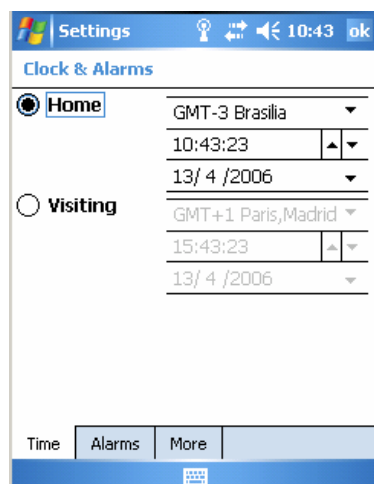 Settings 10:43 ok
Clock & Alarms
Home GMT-3 Brasilia
10:43:23
13/ 4 /2006
Visiting GMT+1 Paris,Madrid
15:43:23
13/ 4 /2006
Time Alarms More